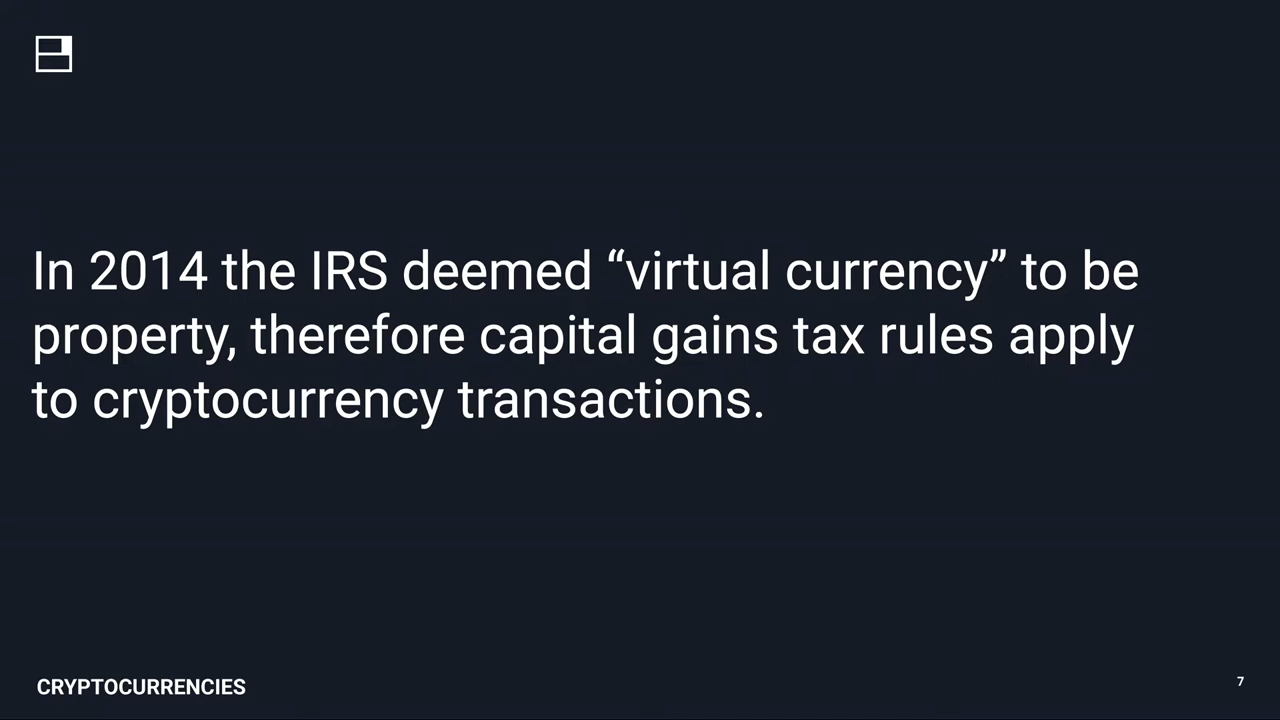 In 2014 the IRS deemed “virtual currency” to be
property, therefore capital gains tax rules apply
to cryptocurrency transactions.
CRYPTOCURRENCIES
7